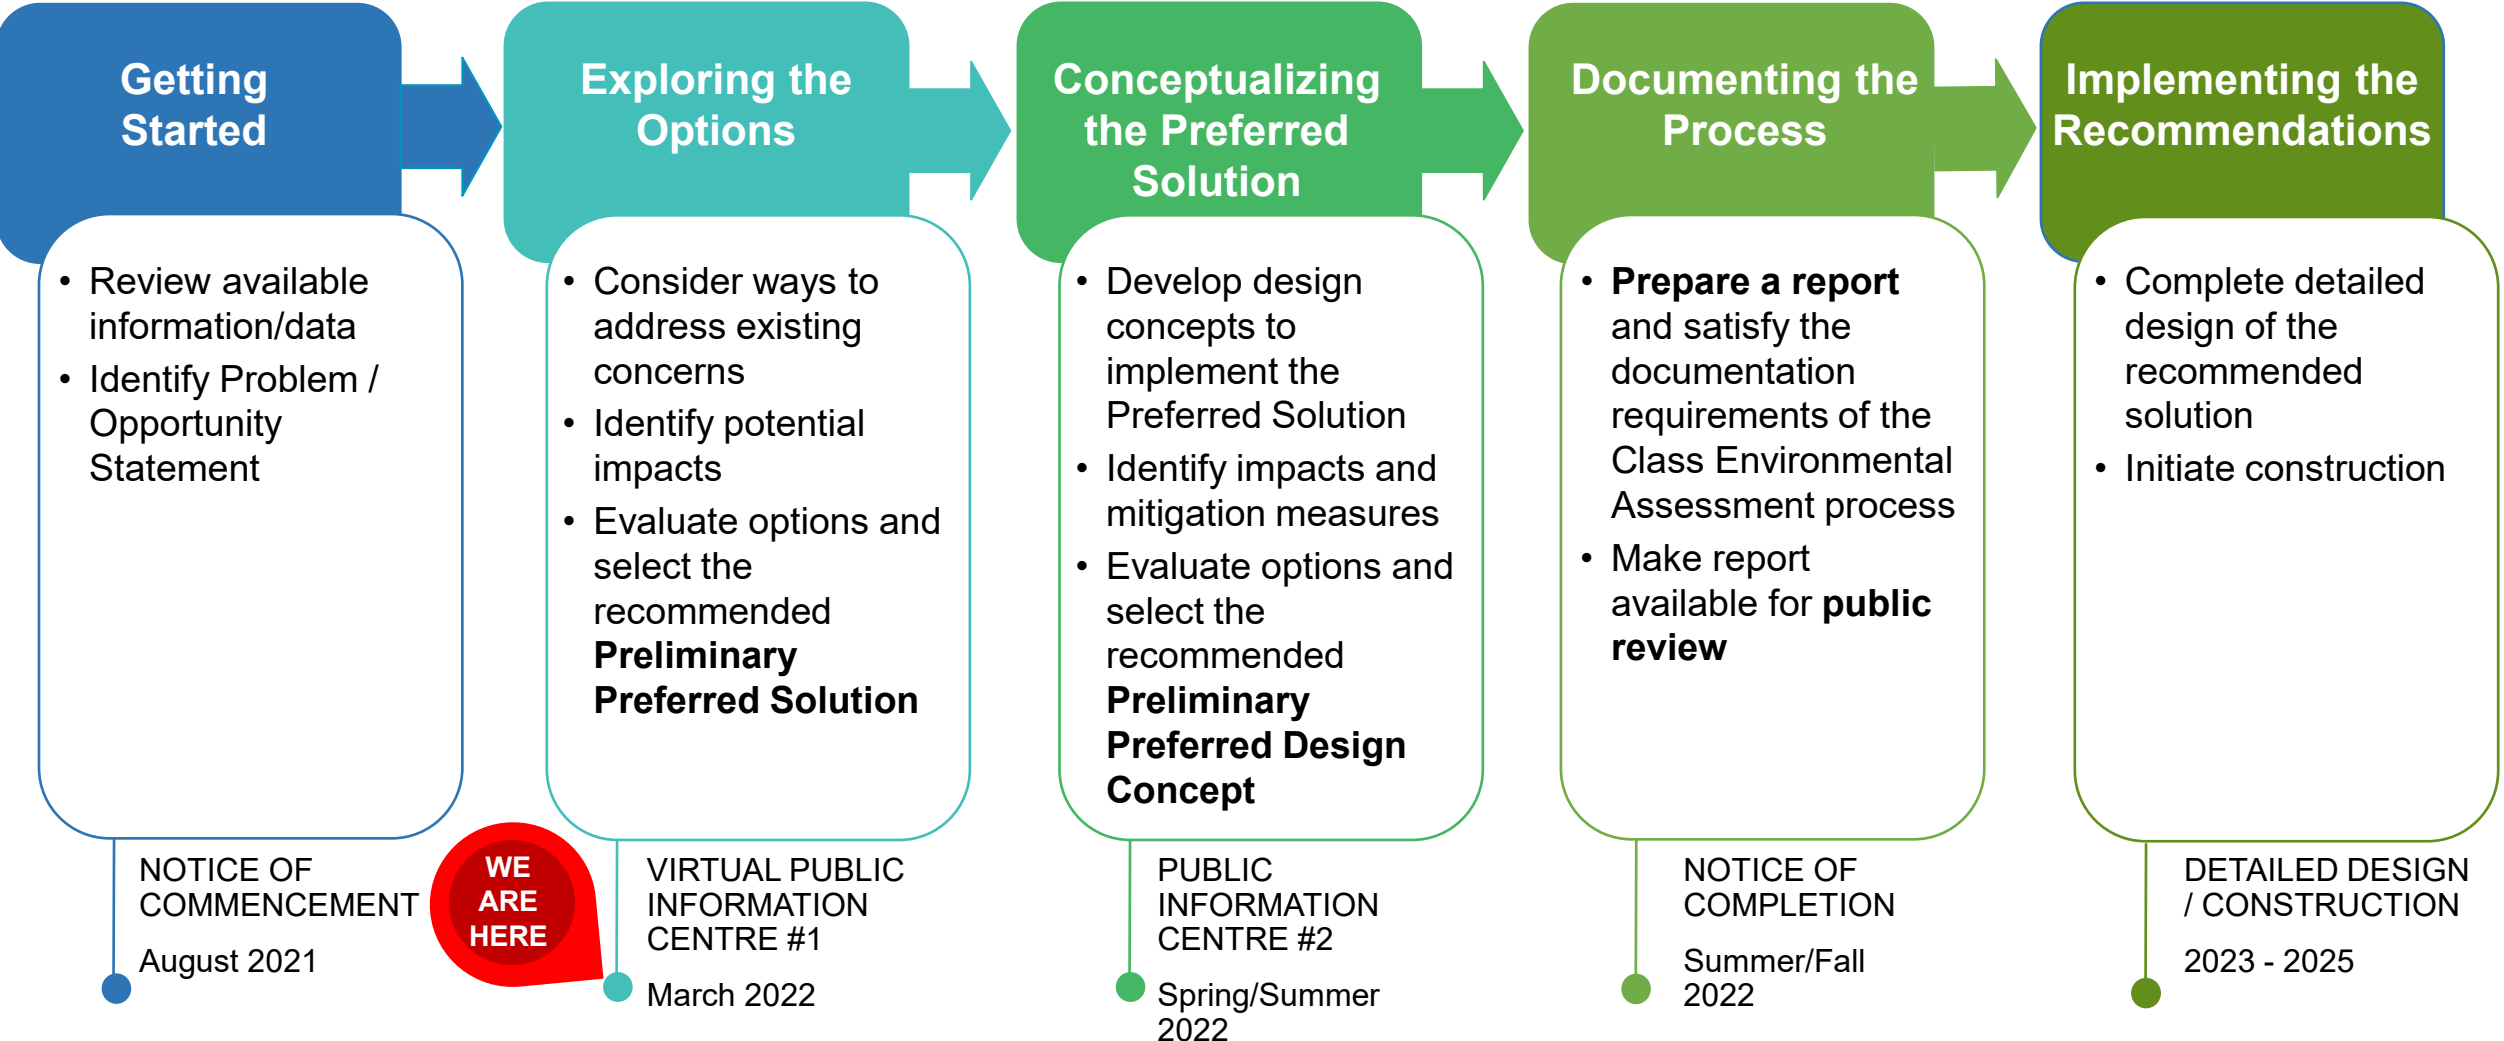 Getting
Started
Exploring the
Options
Conceptualizing
the Preferred
Solution
Documenting the
Process
Implementing the
Recommendations
• Review available
information/data
• Identify Problem /
Opportunity
Statement
• Consider ways to
address existing
concerns
• Identify potential
impacts
• Evaluate options and
select the
recommended
Preliminary
Preferred Solution
• Develop design
concepts to
implement the
Preferred Solution
• Identify impacts and
mitigation measures
• Evaluate options and
select the
recommended
Preliminary
Preferred Design
Concept
• Prepare a report
and satisfy the
documentation
requirements of the
Class Environmental
Assessment process
• Make report
available for public
review
• Complete detailed
design of the
recommended
solution
• Initiate construction
NOTICE OF
COMMENCEMENT
August 2021
WE
ARE
HERE
VIRTUAL PUBLIC
INFORMATION
CENTRE #1
March 2022
PUBLIC
INFORMATION
CENTRE #2
Spring/Summer
2022
NOTICE OF
COMPLETION
Summer/Fall
2022
DETAILED DESIGN
/ CONSTRUCTION
2023 - 2025